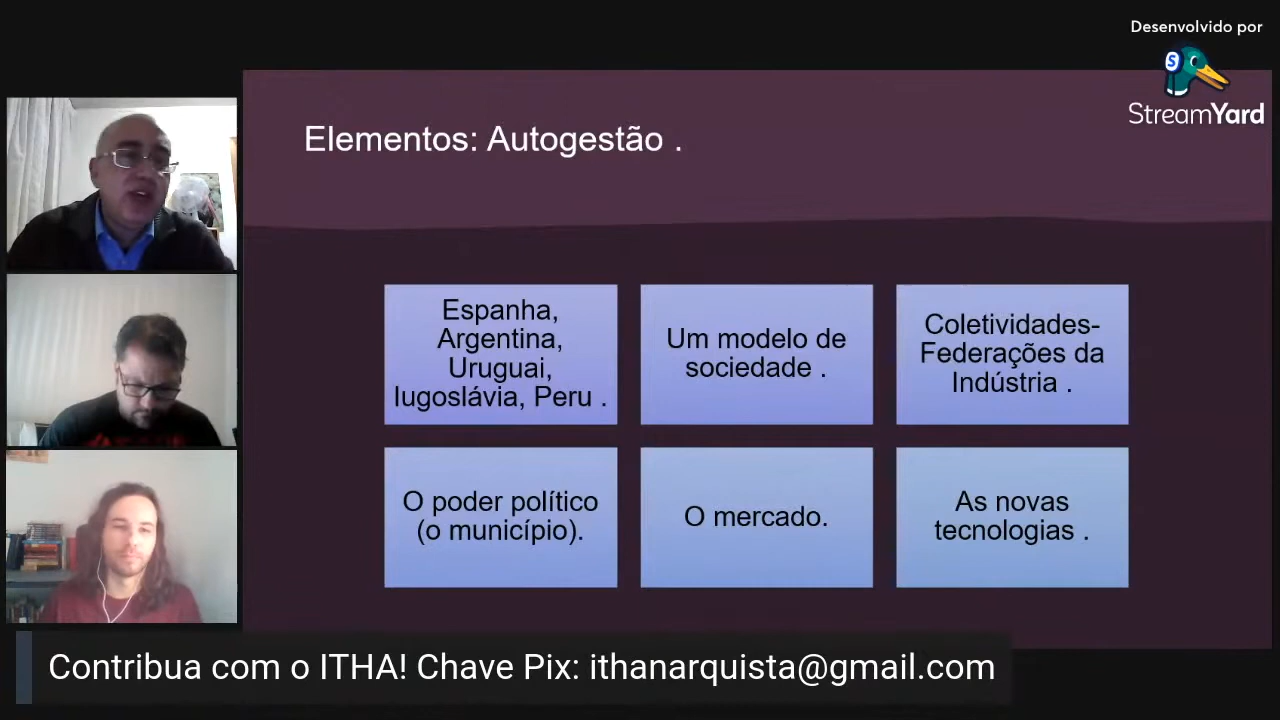 Desenvolvido por
StreamYard
Elementos: Autogestão .
Espanha,
Argentina,
Uruguai,
Iugoslávia, Peru .
Um modelo de
sociedade .
Coletividades-
Federações da
Indústria .
O poder político
(o município).
O mercado.
As novas
tecnologias .
Contribua com o ITHA! Chave Pix: ithanarquista@gmail.com